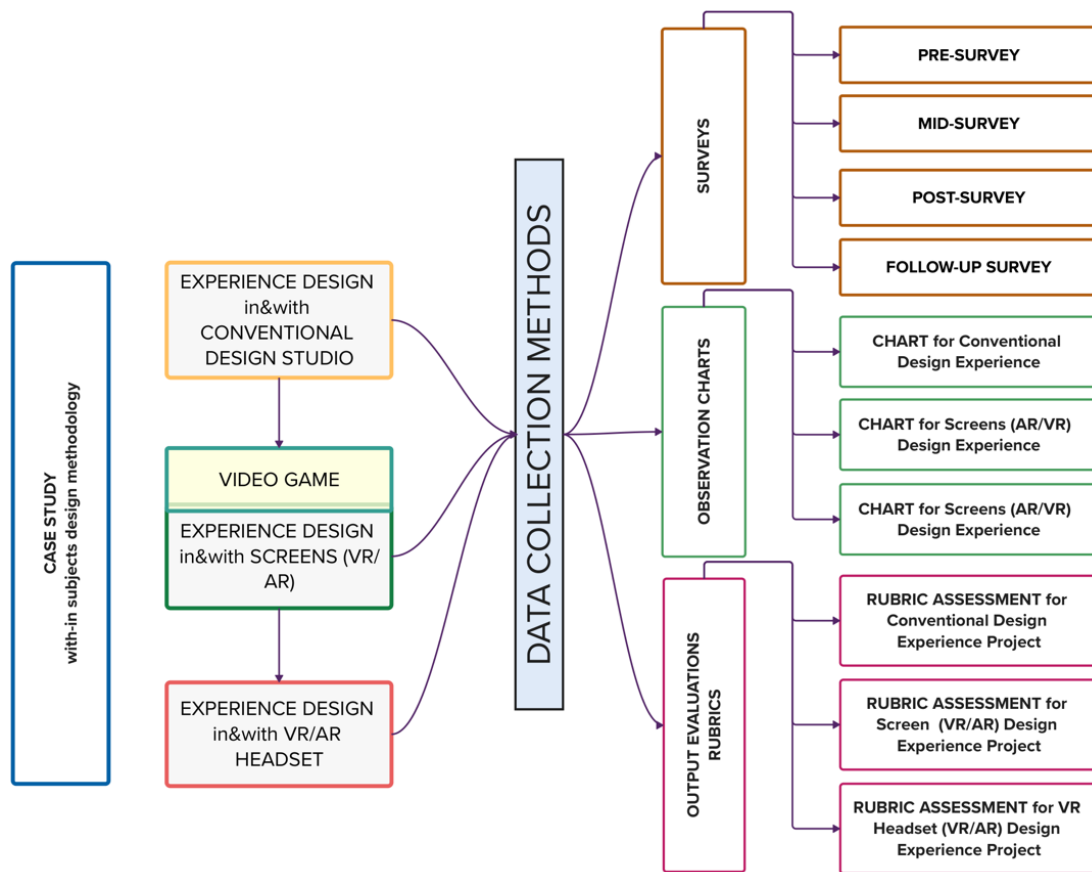 CASE STUDY
with-in subjects design methodology
EXPERIENCE DESIGN
in&with
CONVENTIONAL
DESIGN STUDIO
VIDEO GAME
EXPERIENCE DESIGN
in&with SCREENS (VR/
AR)
EXPERIENCE DESIGN
in&with VR/AR
HEADSET
DATA COLLECTION METHODS
SURVEYS
PRE-SURVEY
MID-SURVEY
POST-SURVEY
FOLLOW-UP SURVEY
OBSERVATION CHARTS
CHART for Conventional
Design Experience
CHART for Screens (AR/VR)
Design Experience
CHART for Screens (AR/VR)
Design Experience
OUTPUT EVALUATIONS
RUBRICS
RUBRIC ASSESSMENT for
Conventional Design
Experience Project
RUBRIC ASSESSMENT for
Screen (VR/AR) Design
Experience Project
RUBRIC ASSESSMENT for VR
Headset (VR/AR) Design
Experience Project